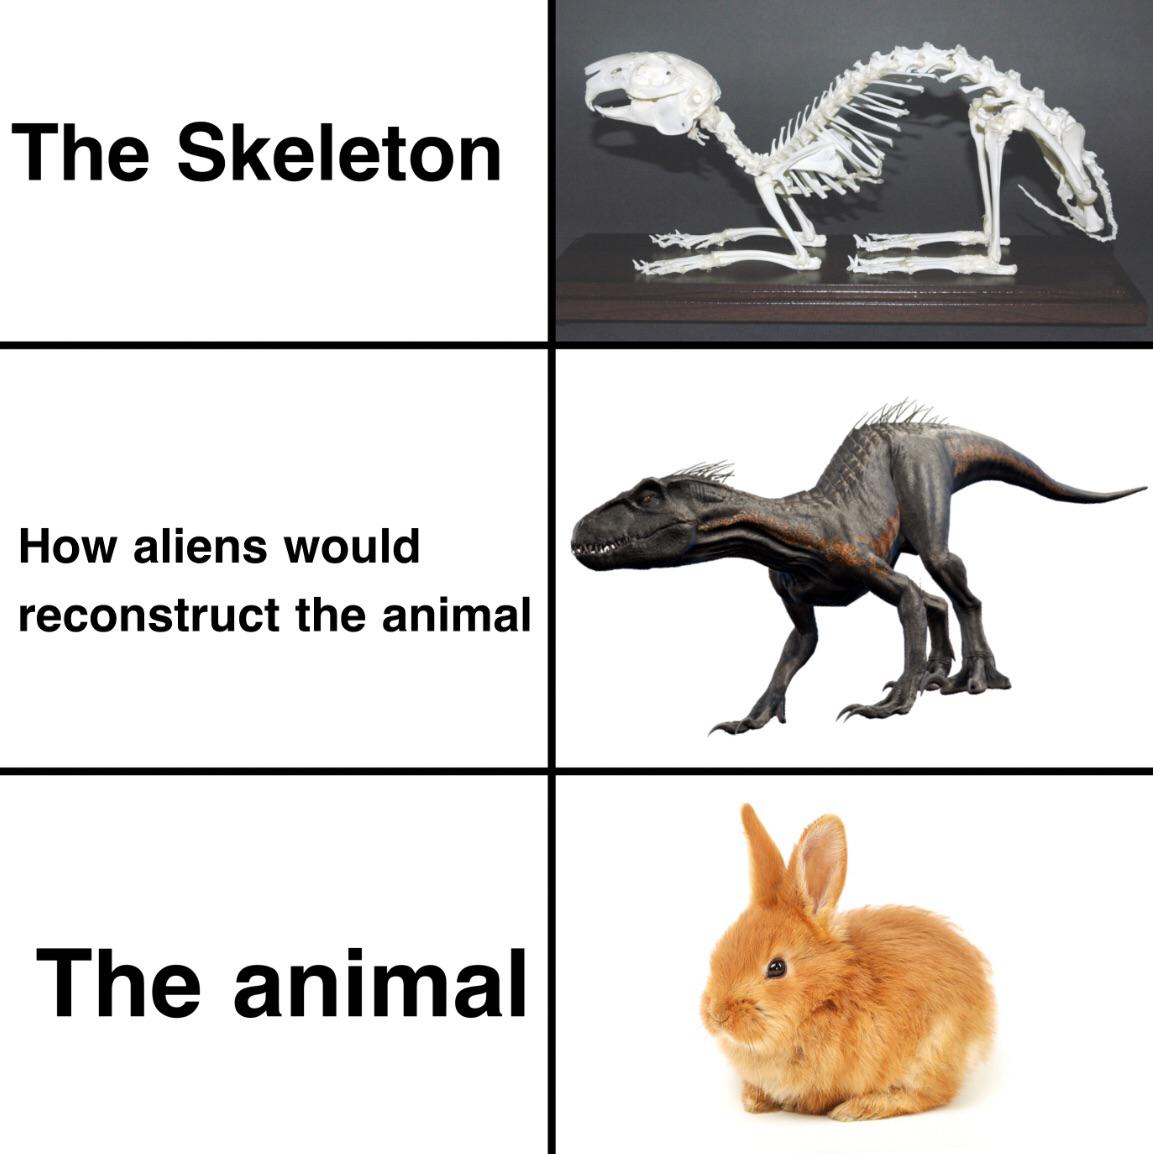 The Skeleton
How aliens would
reconstruct the animal
The animal